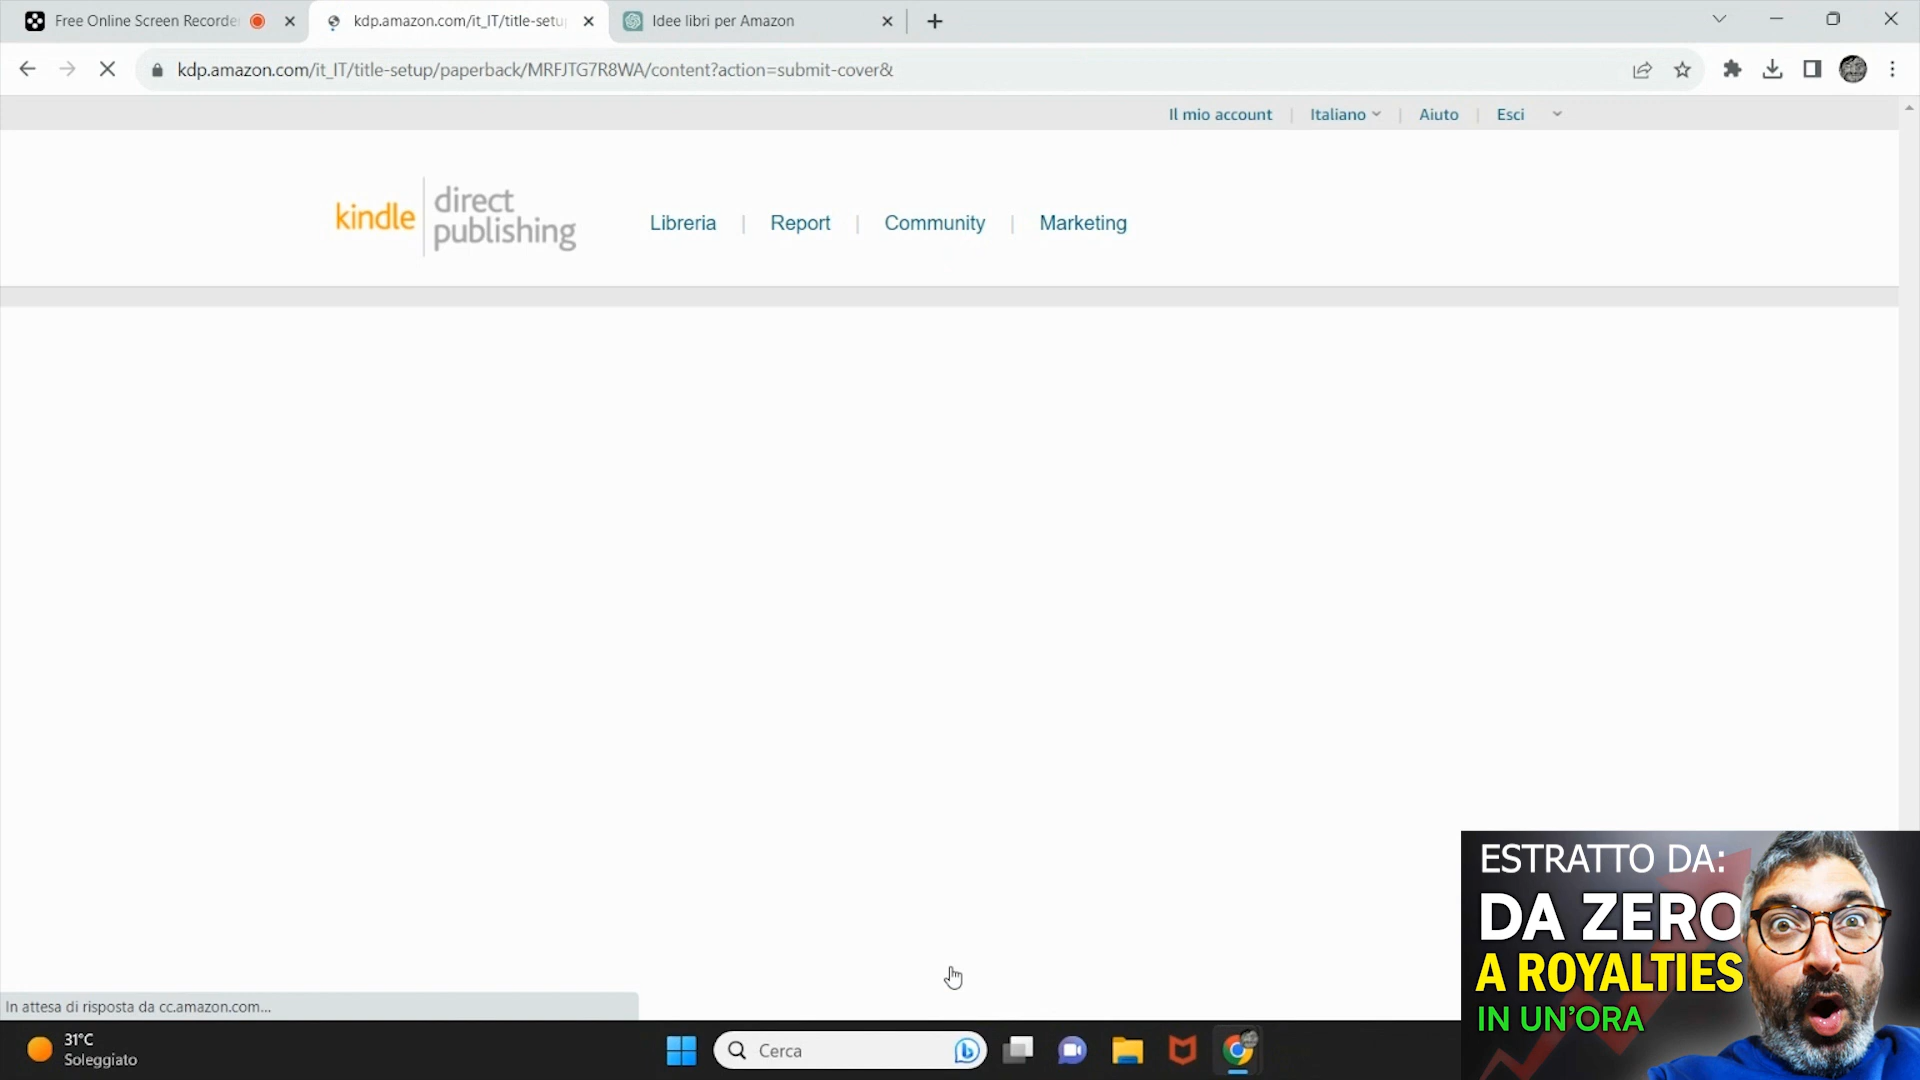 Free Online Screen Recorde
kdp.amazon.com/it_IT/title-setu
Idee libri per Amazon
kdp.amazon.com/it_IT/title-setup/paperback/MRFJTG7R8WA/content?action=submit-cover&
Il mio account | Italiano | Aiuto | Esci
kindle direct publishing
Libreria | Report | Community | Marketing
In attesa di risposta da cc.amazon.com...
31°C
Soleggiato
Cerca
ESTRATTO DA:
DA ZERO
A ROYALTIES
IN UN'ORA